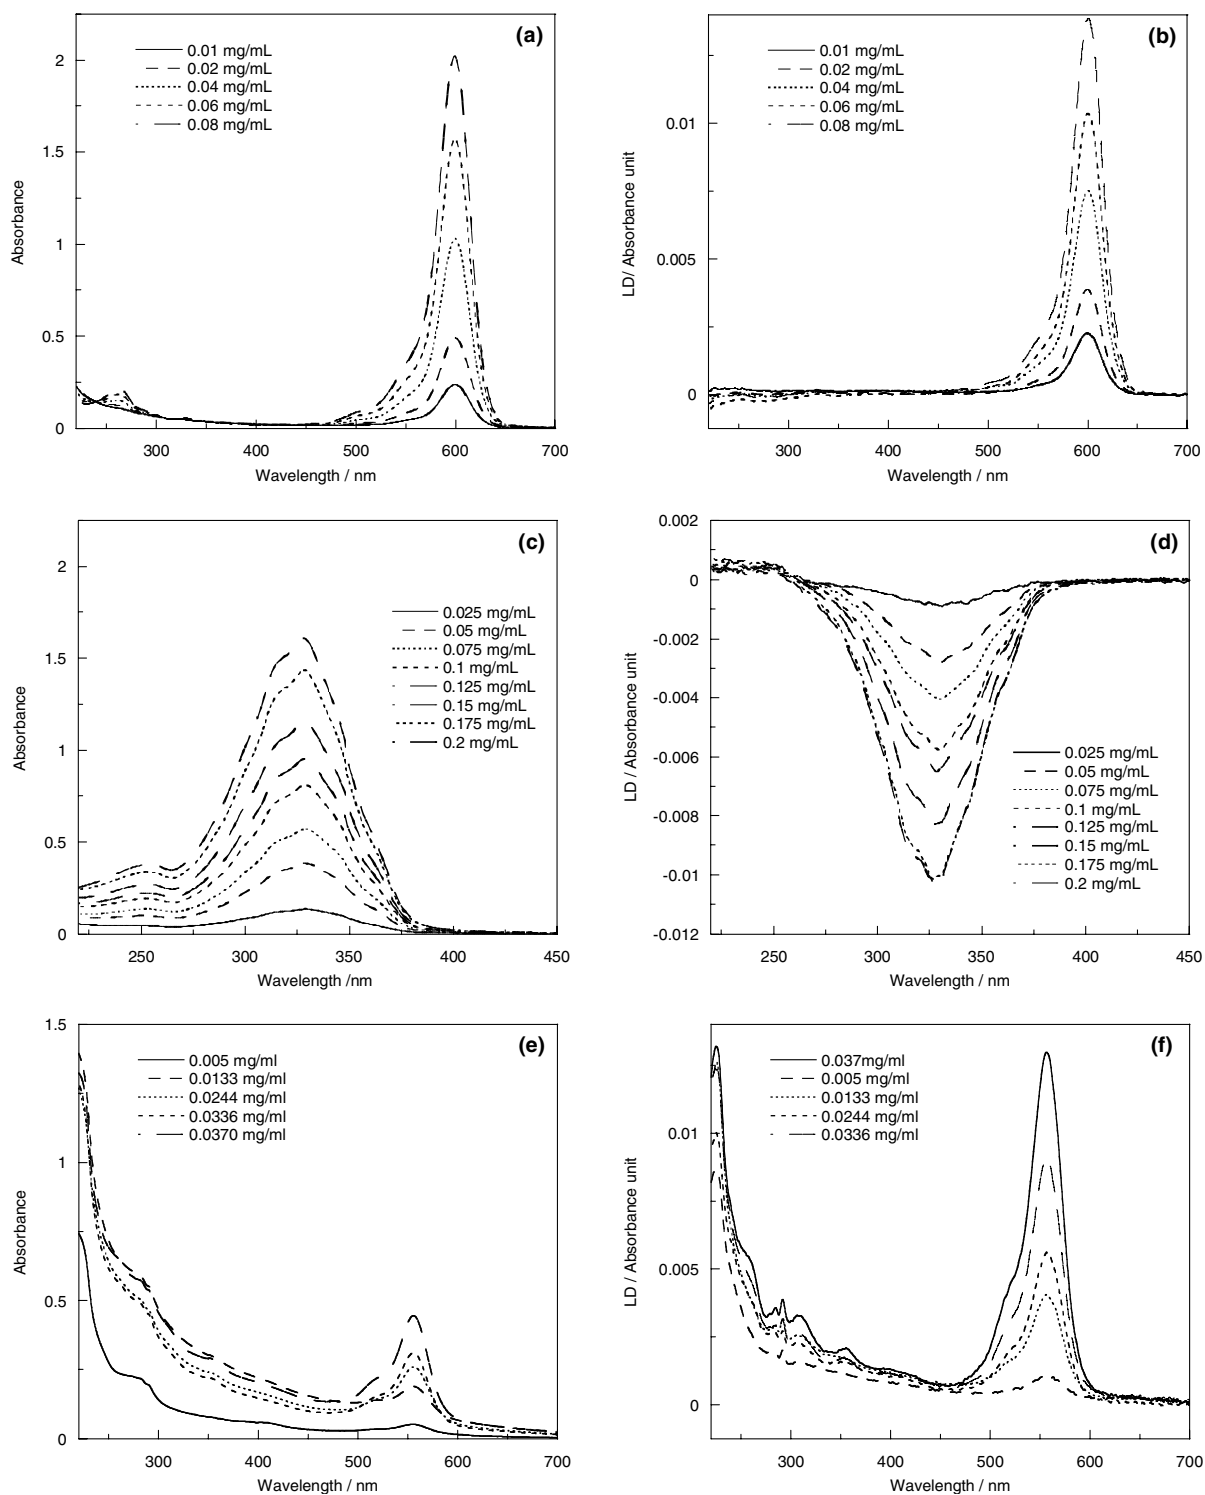 (a)
0.01 mg/mL
0.02 mg/mL
0.04 mg/mL
0.06 mg/mL
0.08 mg/mL
2
1.5
1
0.5
0
Absorbance
300 400 500 600 700
Wavelength / nm
(b)
0.01 mg/mL
0.02 mg/mL
0.04 mg/mL
0.06 mg/mL
0.08 mg/mL
0.01
0.005
0
LD/ Absorbance unit
300 400 500 600 700
Wavelength / nm
(c)
0.025 mg/mL
0.05 mg/mL
0.075 mg/mL
0.1 mg/mL
0.125 mg/mL
0.15 mg/mL
0.175 mg/mL
0.2 mg/mL
2
1.5
1
0.5
0
Absorbance
250 300 350 400 450
Wavelength /nm
(d)
0.002
0
-0.002
-0.004
-0.006
-0.008
-0.01
-0.012
LD / Absorbance unit
0.025 mg/mL
0.05 mg/mL
0.075 mg/mL
0.1 mg/mL
0.125 mg/mL
0.15 mg/mL
0.175 mg/mL
0.2 mg/mL
250 300 350 400 450
Wavelength / nm
(e)
0.005 mg/ml
0.0133 mg/ml
0.0244 mg/ml
0.0336 mg/ml
0.0370 mg/ml
1.5
1
0.5
0
Absorbance
300 400 500 600 700
Wavelength / nm
(f)
0.037mg/ml
0.005 mg/ml
0.0133 mg/ml
0.0244 mg/ml
0.0336 mg/ml
0.01
0.005
0
LD / Absorbance unit
300 400 500 600 700
Wavelength / nm